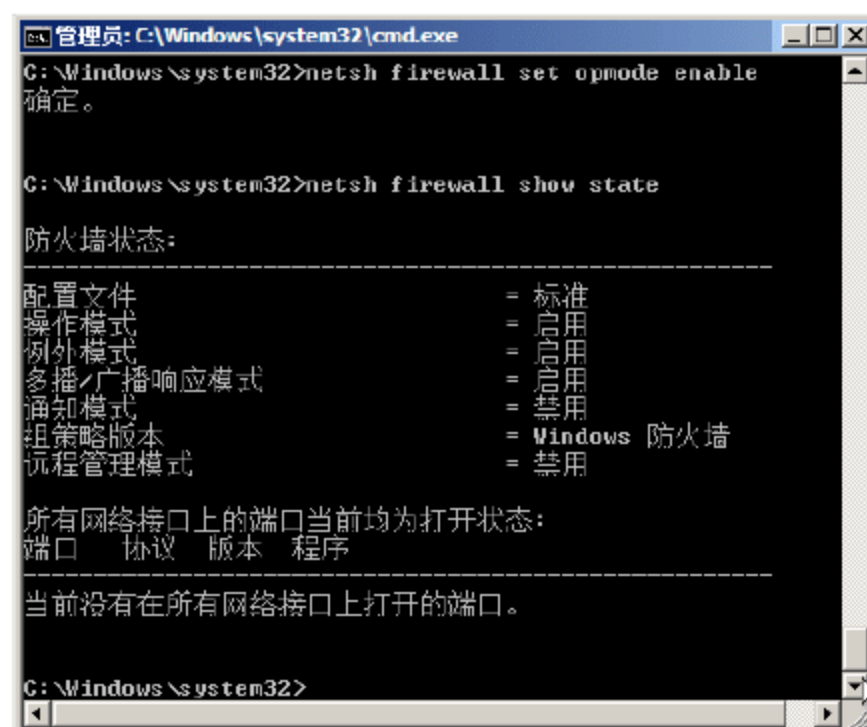 管理员: C:\Windows\system32\cmd.exe
C:\Windows\system32>netsh firewall set opmode enable
确定。
C:\Windows\system32>netsh firewall show state
防火墙状态:
-------------------------------------------------------------------
配置文件 = 标准
操作模式 = 启用
例外模式 = 启用
多播/广播响应模式 = 启用
通知模式 = 禁用
组策略版本 = Windows 防火墙
远程管理模式 = 禁用
所有网络接口上的端口当前均为打开状态:
端口 协议 版本 程序
-------------------------------------------------------------------
当前没有在所有网络接口上打开的端口。
C:\Windows\system32>